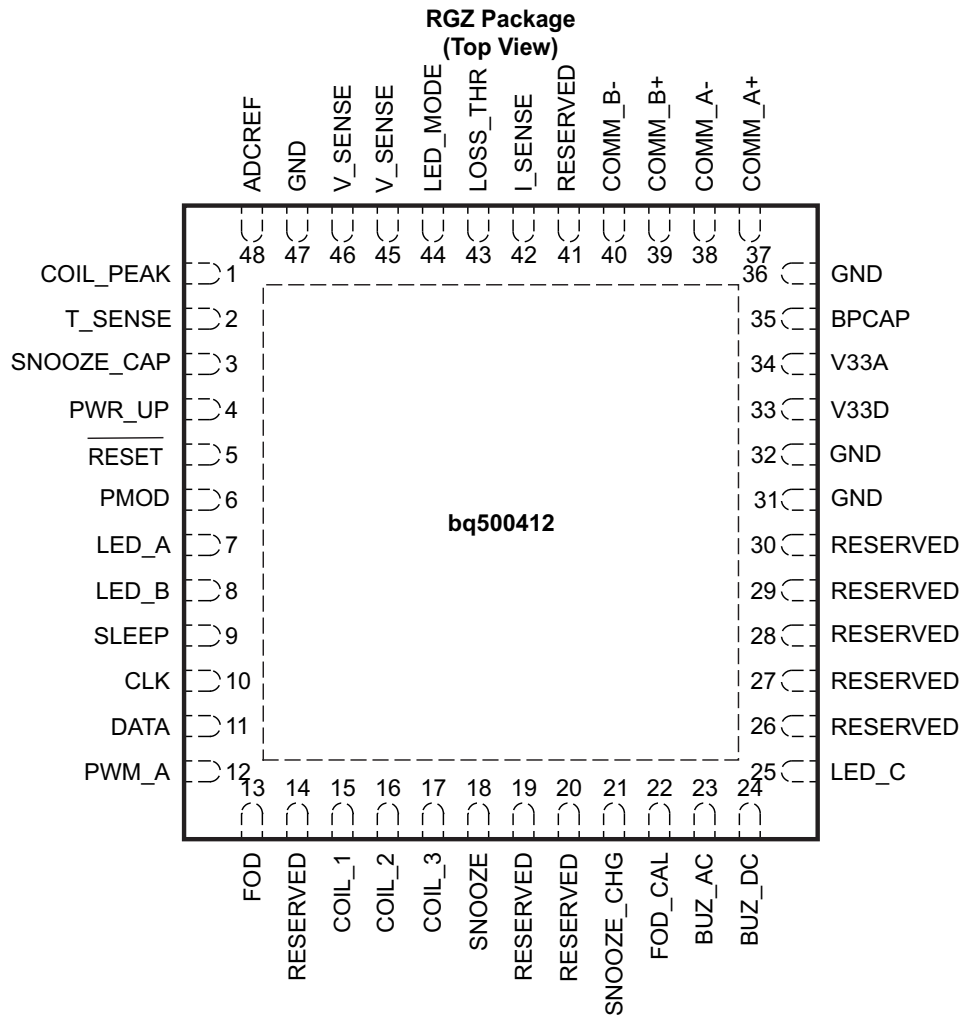 RGZ Package
(Top View)
ADCREF
GND
V_SENSE
V_SENSE
LED_MODE
LOSS_THR
I_SENSE
RESERVED
COMM_B-
COMM_B+
COMM_A-
COMM_A+
48 47 46 45 44 43 42 41 40 39 38 37
COIL_PEAK 1
T_SENSE 2
SNOOZE_CAP 3
PWR_UP 4
RESET 5
PMOD 6
LED_A 7
LED_B 8
SLEEP 9
CLK 10
DATA 11
PWM_A 12
bq500412
36 GND
35 BPCAP
34 V33A
33 V33D
32 GND
31 GND
30 RESERVED
29 RESERVED
28 RESERVED
27 RESERVED
26 RESERVED
25 LED_C
13 14 15 16 17 18 19 20 21 22 23 24
FOD
RESERVED
COIL_1
COIL_2
COIL_3
SNOOZE
RESERVED
RESERVED
SNOOZE_CHG
FOD_CAL
BUZ_AC
BUZ_DC